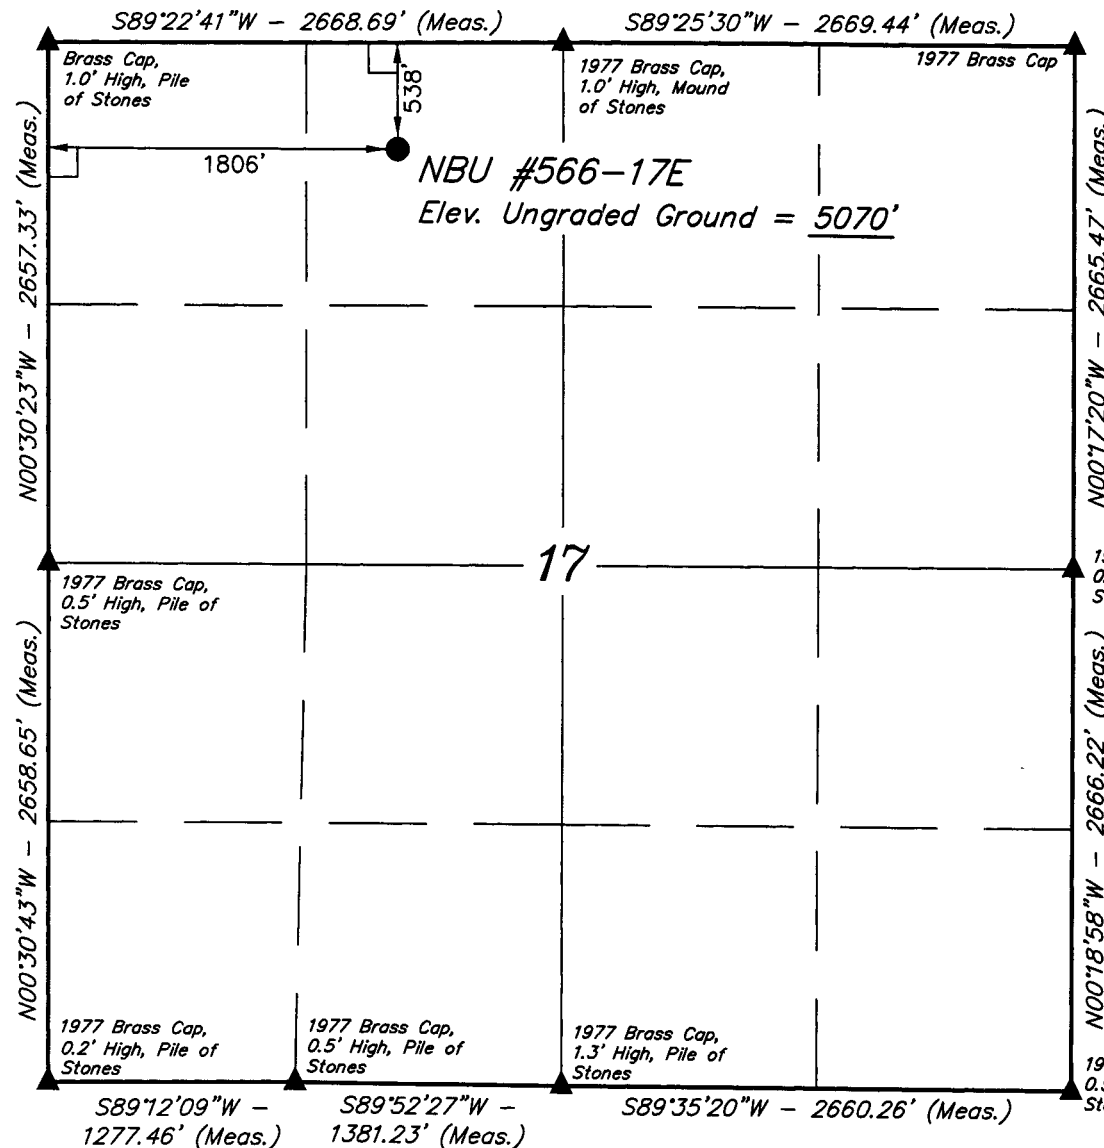 S89°22'41"W - 2668.69' (Meas.)
S89°25'30"W - 2669.44' (Meas.)
Brass Cap,
1.0' High, Pile
of Stones
538'
1977 Brass Cap,
1.0' High, Mound
of Stones
1977 Brass Cap
1806'
NBU #566-17E
Elev. Ungraded Ground = 5070'
N00°30'23"W - 2657.33' (Meas.)
N00°17'20"W - 2665.47' (Meas.)
17
1977 Brass Cap,
0.5' High, Pile of
Stones
N00°30'43"W - 2658.65' (Meas.)
N00°18'58"W - 2666.22' (Meas.)
1977 Brass Cap,
0.2' High, Pile of
Stones
1977 Brass Cap,
0.5' High, Pile of
Stones
1977 Brass Cap,
1.3' High, Pile of
Stones
S89°12'09"W -
1277.46' (Meas.)
S89°52'27"W -
1381.23' (Meas.)
S89°35'20"W - 2660.26' (Meas.)